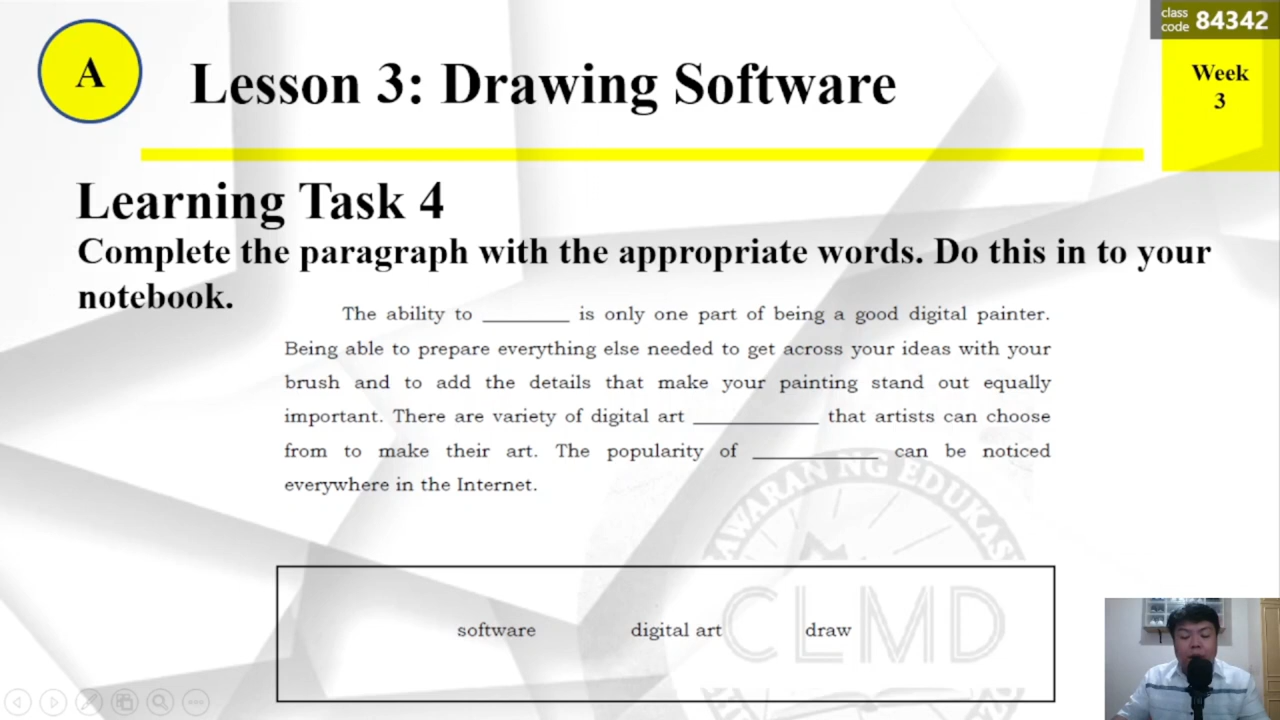 class
code 84342
A
Lesson 3: Drawing Software
Week
3
Learning Task 4
Complete the paragraph with the appropriate words. Do this in to your
notebook.
The ability to ________ is only one part of being a good digital painter.
Being able to prepare everything else needed to get across your ideas with your
brush and to add the details that make your painting stand out equally
important. There are variety of digital art ____________ that artists can choose
from to make their art. The popularity of ____________ can be noticed
everywhere in the Internet.
software digital art draw
CLMD